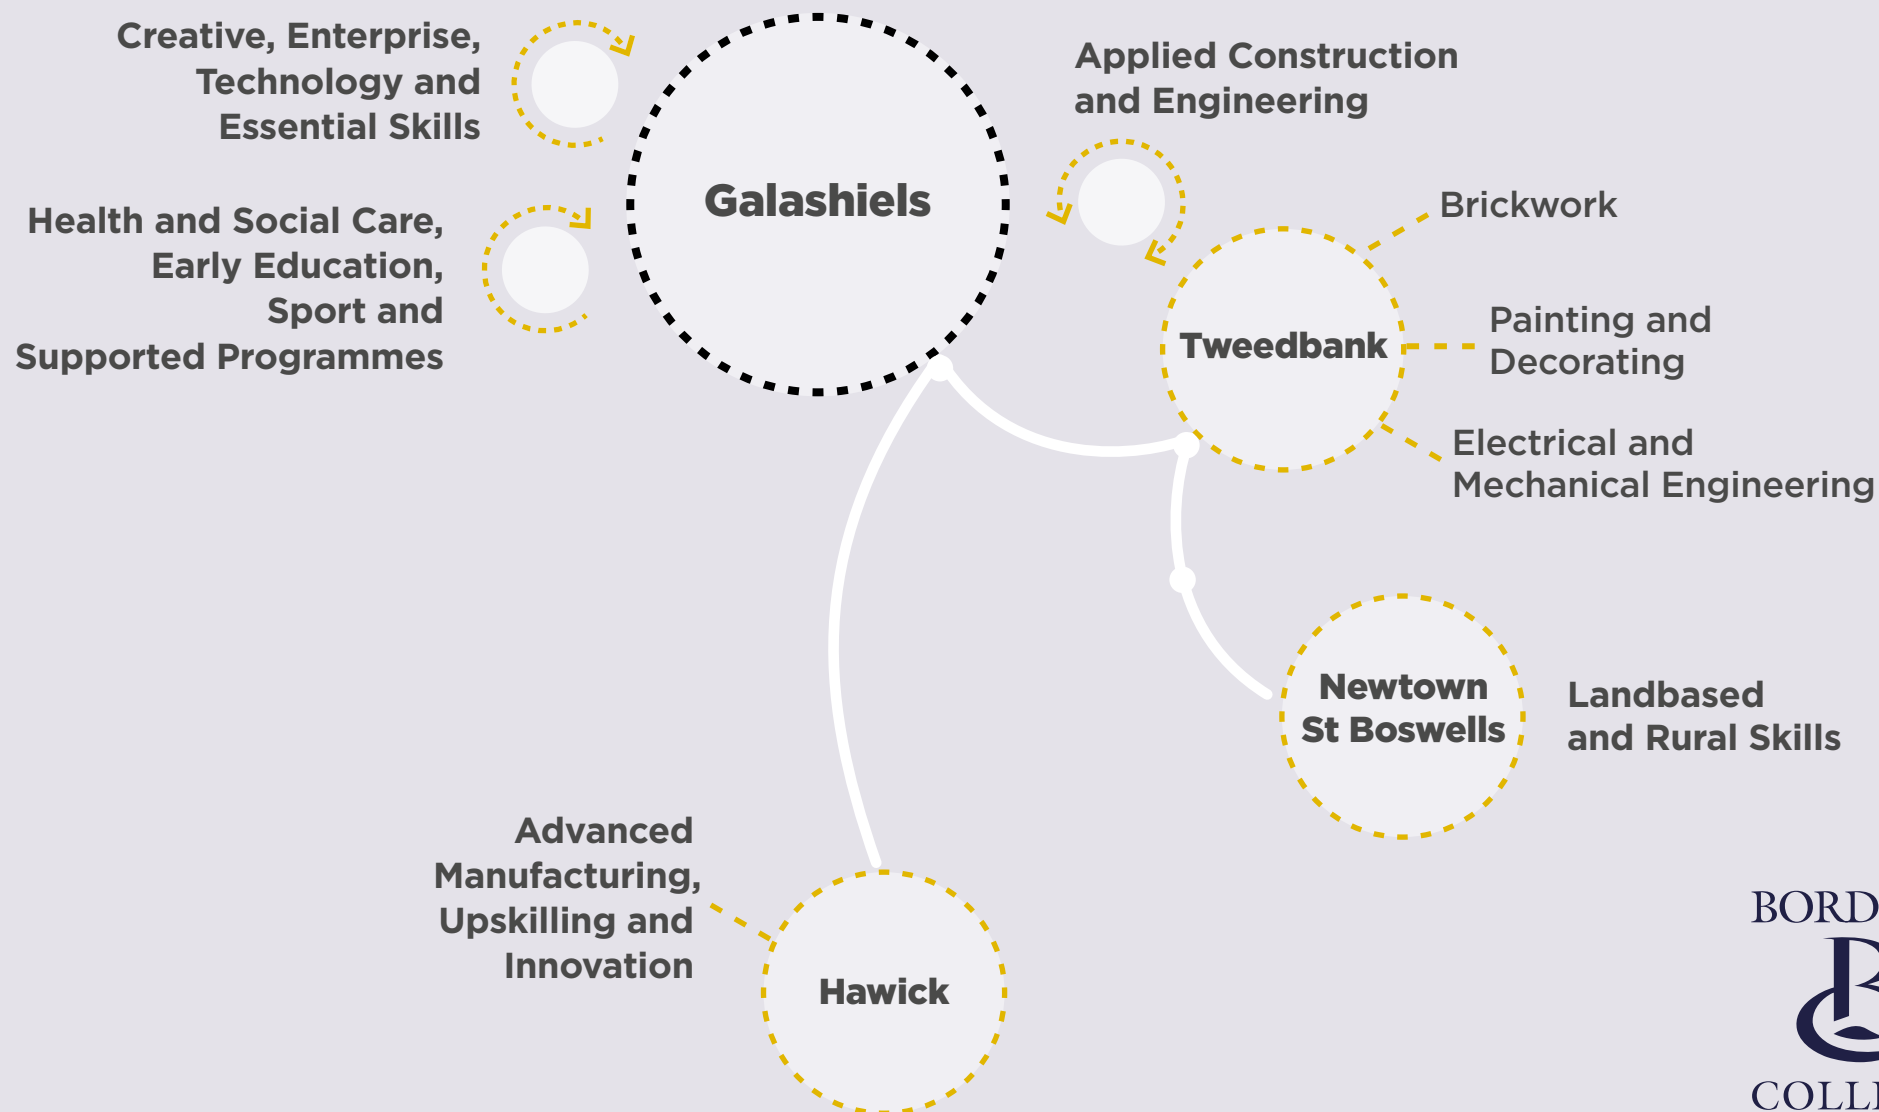 Creative, Enterprise,
Technology and
Essential Skills
Health and Social Care,
Early Education,
Sport and
Supported Programmes
Galashiels
Applied Construction
and Engineering
Brickwork
Tweedbank
Painting and
Decorating
Electrical and
Mechanical Engineering
Newtown
St Boswells
Landbased
and Rural Skills
Advanced
Manufacturing,
Upskilling and
Innovation
Hawick